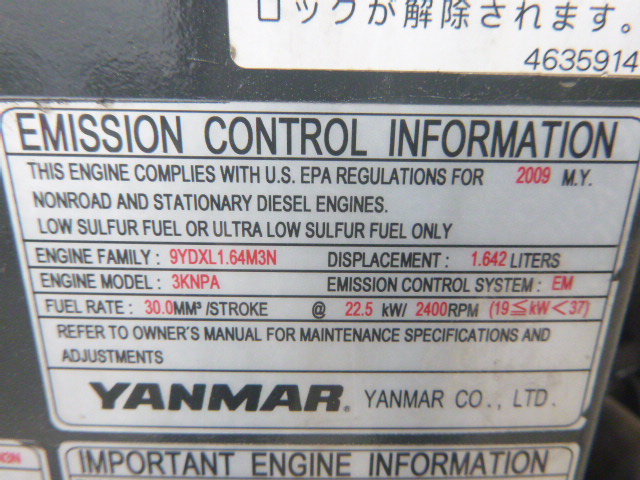 ロックが解除されます。
4635914
EMISSION CONTROL INFORMATION
THIS ENGINE COMPLIES WITH U.S. EPA REGULATIONS FOR 2009 M.Y.
NONROAD AND STATIONARY DIESEL ENGINES.
LOW SULFUR FUEL OR ULTRA LOW SULFUR FUEL ONLY
ENGINE FAMILY : 9YDXL1.64M3N DISPLACEMENT : 1.642 LITERS
ENGINE MODEL : 3KNPA EMISSION CONTROL SYSTEM : EM
FUEL RATE : 30.0MM³ /STROKE @ 22.5 kW/ 2400RPM (19≦kW<37)
REFER TO OWNER'S MANUAL FOR MAINTENANCE SPECIFICATIONS AND
ADJUSTMENTS
YANMAR. YANMAR CO., LTD.
IMPORTANT ENGINE INFORMATION